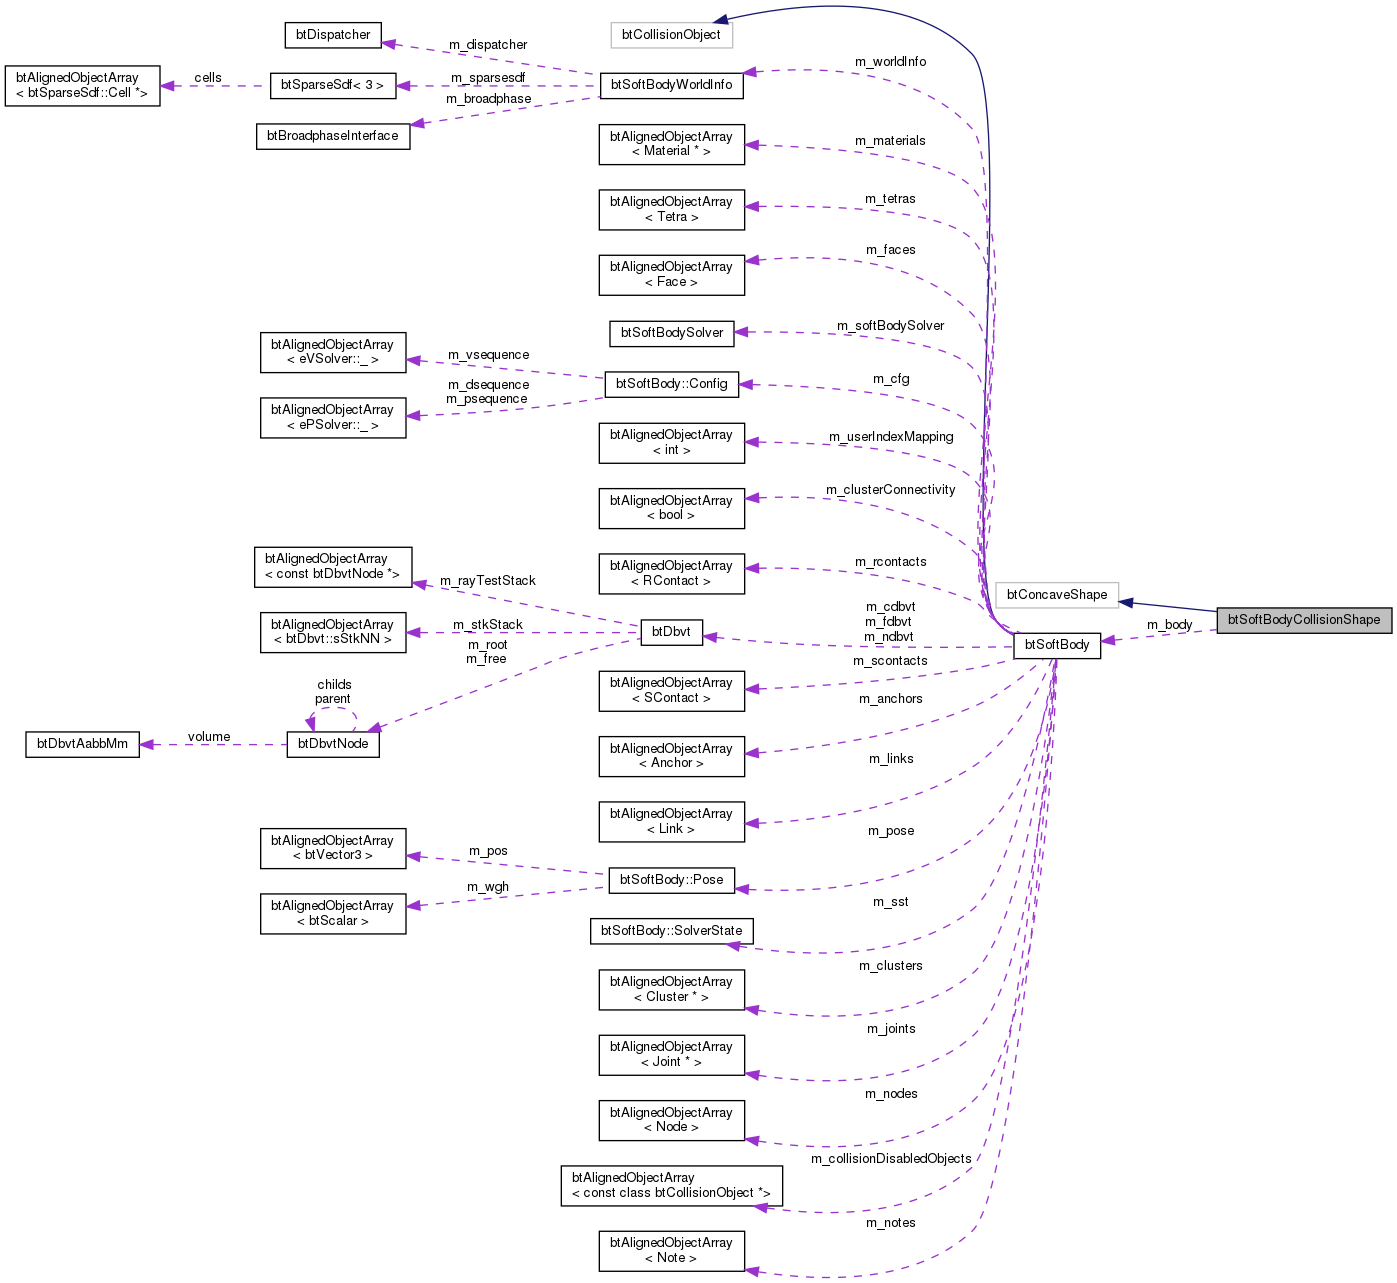 btDispatcher
btCollisionObject
m_dispatcher
m_worldInfo
btAlignedObjectArray
< btSparseSdf::Cell *>
cells
btSparseSdf< 3 >
m_sparsesdf
btSoftBodyWorldInfo
m_broadphase
btBroadphaseInterface
btAlignedObjectArray
< Material * >
m_materials
btAlignedObjectArray
< Tetra >
m_tetras
btAlignedObjectArray
< Face >
m_faces
btSoftBodySolver
m_softBodySolver
btAlignedObjectArray
< eVSolver::_ >
m_vsequence
btSoftBody::Config
m_cfg
m_dsequence
m_psequence
btAlignedObjectArray
< ePSolver::_ >
btAlignedObjectArray
< int >
m_userIndexMapping
btAlignedObjectArray
< bool >
m_clusterConnectivity
btAlignedObjectArray
< const btDbvtNode *>
m_rayTestStack
btAlignedObjectArray
< RContact >
m_rcontacts
btConcaveShape
btSoftBodyCollisionShape
m_body
btSoftBody
m_cdbvt
m_fdbvt
m_ndbvt
btDbvt
m_stkStack
btAlignedObjectArray
< btDbvt::sStkNN >
m_root
m_free
btAlignedObjectArray
< SContact >
m_scontacts
childs
parent
btDbvtNode
volume
btDbvtAabbMm
btAlignedObjectArray
< Anchor >
m_anchors
btAlignedObjectArray
< Link >
m_links
btAlignedObjectArray
< btVector3 >
m_pos
btSoftBody::Pose
m_pose
m_wgh
btAlignedObjectArray
< btScalar >
btSoftBody::SolverState
m_sst
btAlignedObjectArray
< Cluster * >
m_clusters
btAlignedObjectArray
< Joint * >
m_joints
btAlignedObjectArray
< Node >
m_nodes
btAlignedObjectArray
< const class btCollisionObject *>
m_collisionDisabledObjects
btAlignedObjectArray
< Note >
m_notes